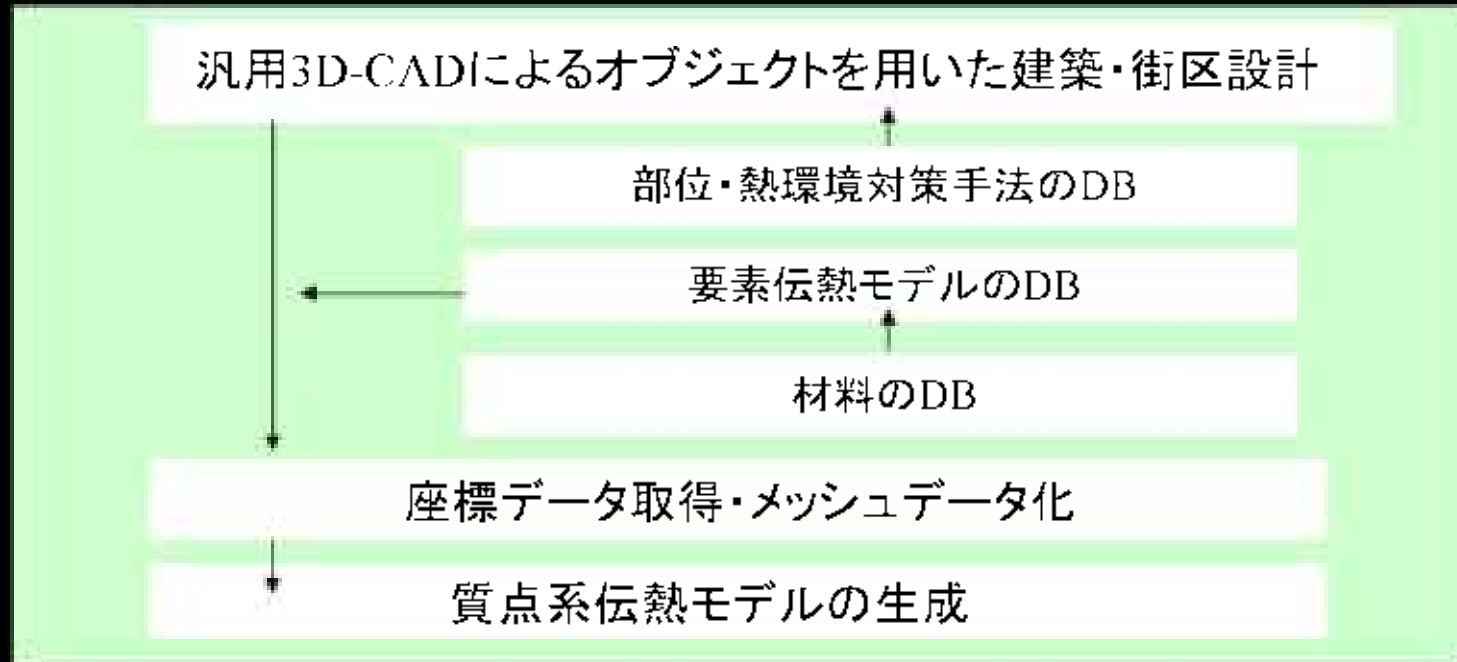 汎用3D-CADによるオブジェクトを用いた建築・街区設計
部位・熱環境対策手法のDB
要素伝熱モデルのDB
材料のDB
座標データ取得・メッシュデータ化
質点系伝熱モデルの生成